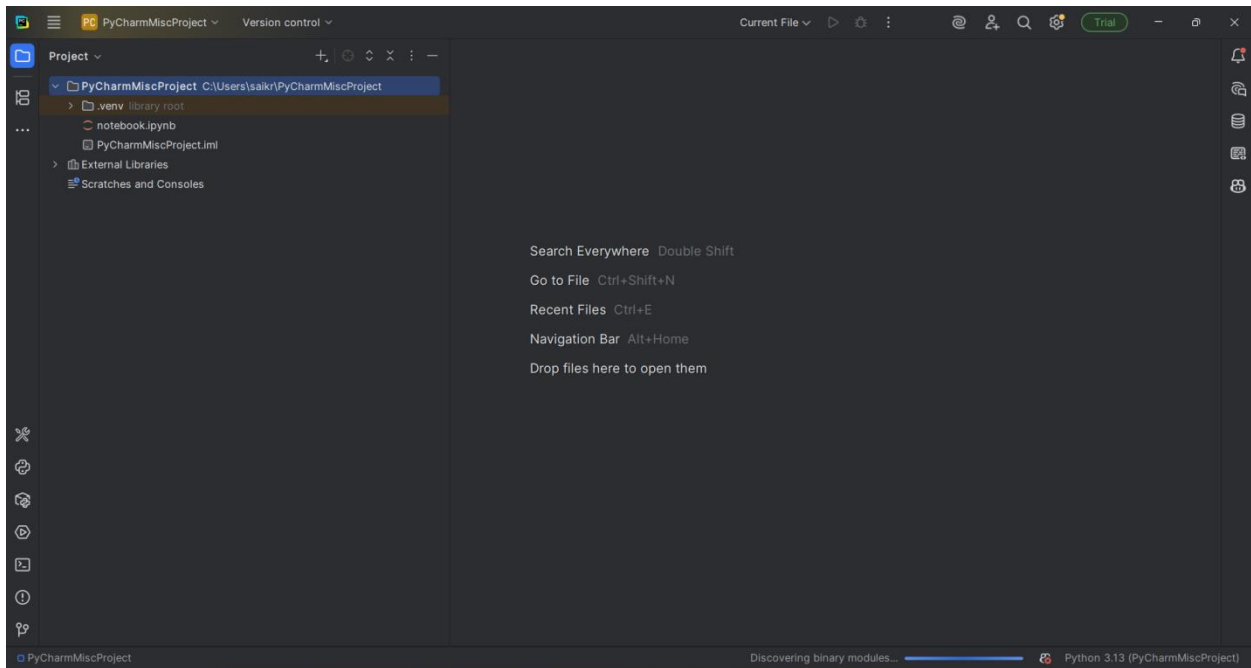 PC PyCharmMiscProject Version control Current File Trial
Project
PyCharmMiscProject C:\Users\saikr\PyCharmMiscProject
.venv library root
notebook.ipynb
PyCharmMiscProject.iml
External Libraries
Scratches and Consoles
Search Everywhere Double Shift
Go to File Ctrl+Shift+N
Recent Files Ctrl+E
Navigation Bar Alt+Home
Drop files here to open them
PyCharmMiscProject Discovering binary modules... Python 3.13 (PyCharmMiscProject)